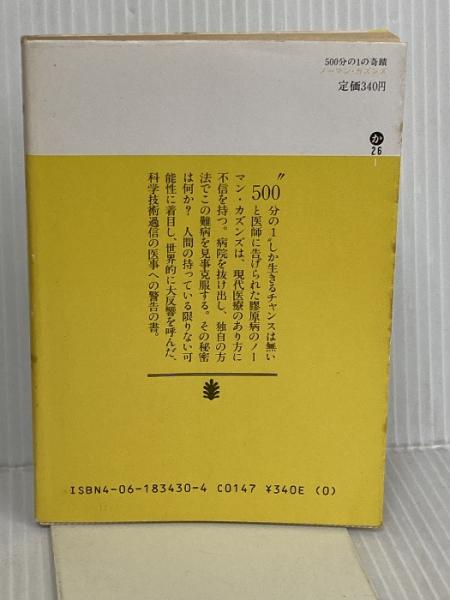 500分の1の奇蹟
ノーマン・カズンズ
定価340円
か
26
1
〝500分の1〟しか生きるチャンスは無い
と医師に告げられた膠原病のノー
マン・カズンズは、現代医療のあり方に
不信を持つ。病院を抜け出し、独自の方
法でこの難病を見事克服する。その秘密
は何か? 人間の持っている限りない可
能性に着目し、世界的に大反響を呼んだ、
科学技術過信の医事への警告の書。
ISBN4-06-183430-4 C0147 ¥340E (0)